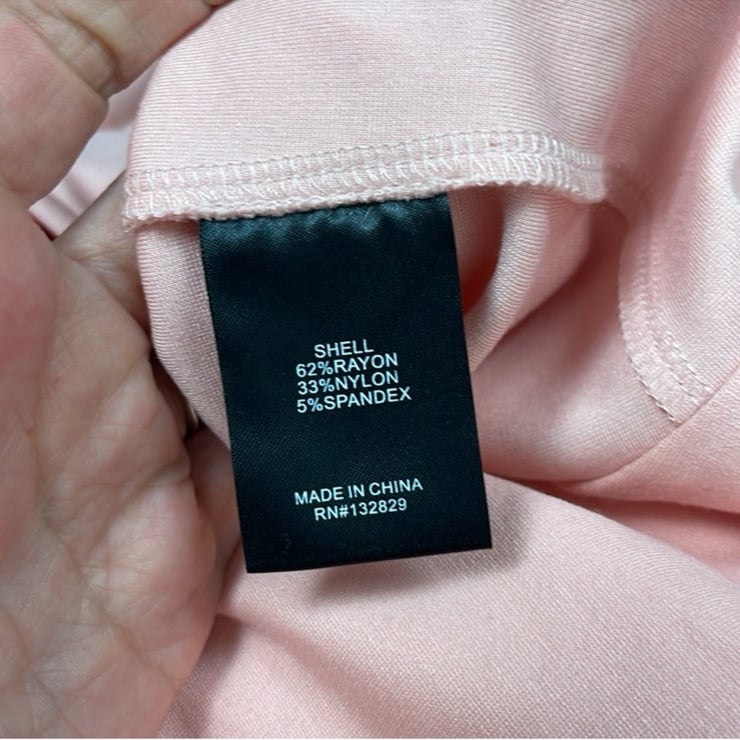 SHELL
62%RAYON
33%NYLON
5%SPANDEX
MADE IN CHINA
RN#132829